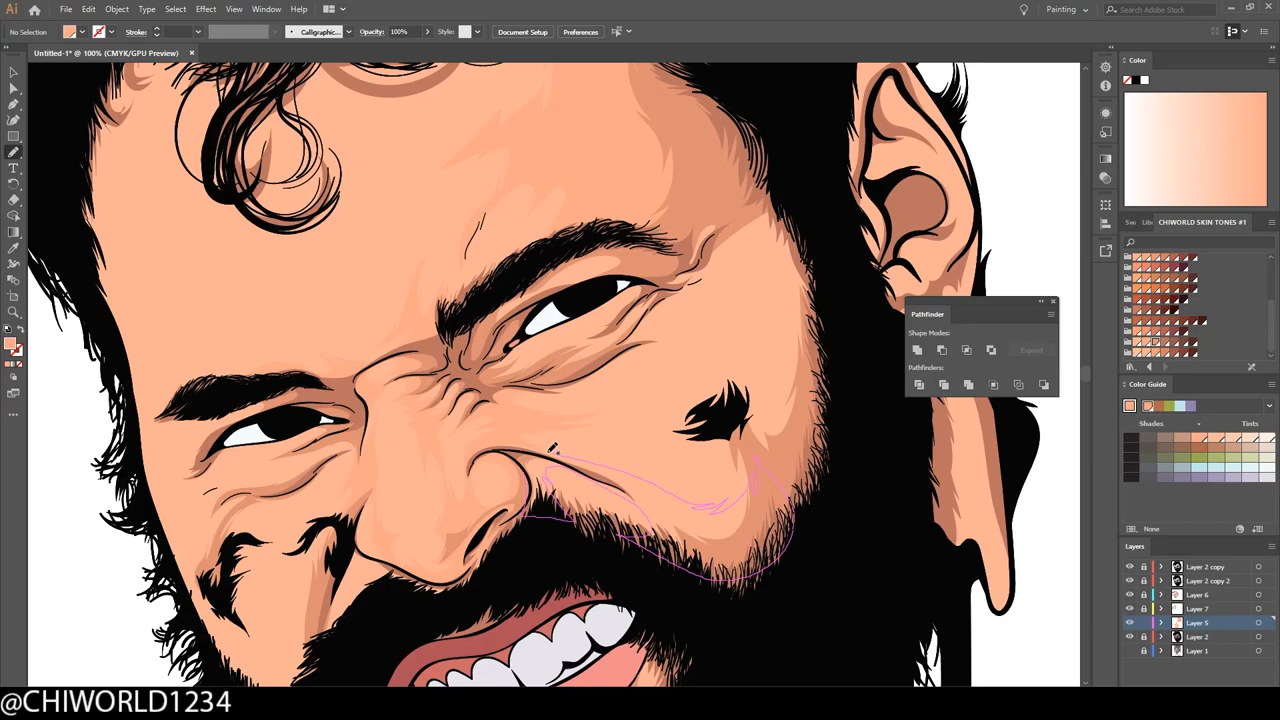 Ai File Edit Object Type Select Effect View Window Help Painting Search Adobe Stock
No Selection Stroke: Calligraphic... Opacity: 100% Style: Document Setup Preferences
Untitled-1* @ 100% (CMYK/GPU Preview)
Color
CHIWORLD SKIN TONES #1
Pathfinder
Shape Modes:
Expand
Pathfinders:
Color Guide
Shades Tints
None
Layers
Layer 2 copy
Layer 2 copy 2
Layer 6
Layer 7
Layer 5
Layer 2
Layer 1
@CHIWORLD1234